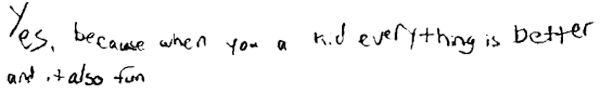 Yes, because when you a kid everything is better
and it also fun